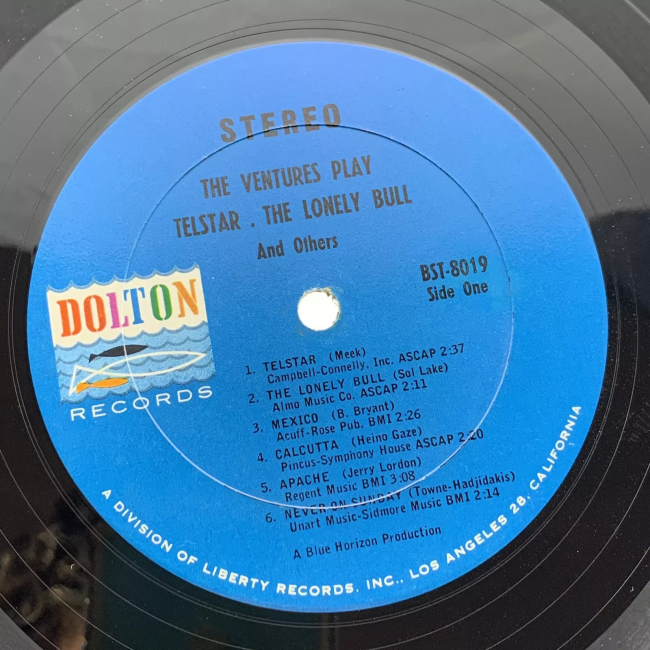 STEREO
THE VENTURES PLAY
TELSTAR . THE LONELY BULL
And Others
BST-8019
Side One
DOLTON
RECORDS
1. TELSTAR (Meek)
Campbell-Connelly, Inc. ASCAP 2:37
2. THE LONELY BULL (Sol Lake)
Almo Music Co. ASCAP 2:11
3. MEXICO (B. Bryant)
Acuff-Rose Pub. BMI 2:26
4. CALCUTTA (Heino Gaze)
Pincus-Symphony House ASCAP 2:20
5. APACHE (Jerry Lordon)
Regent Music BMI 3:08
6. NEVER ON SUNDAY (Towne-Hadjidakis)
Unart Music-Sidmore Music BMI 2:14
A Blue Horizon Production
A DIVISION OF LIBERTY RECORDS, INC., LOS ANGELES 28, CALIFORNIA